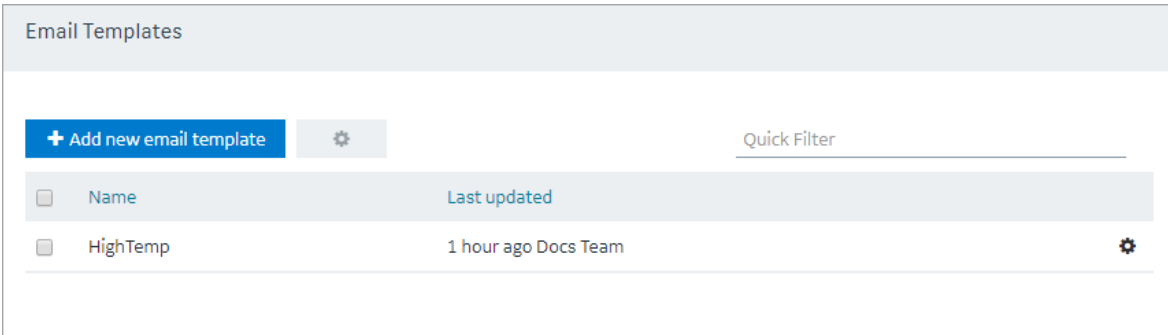 Email Templates
Add new email template
Quick Filter
Name Last updated
HighTemp 1 hour ago Docs Team